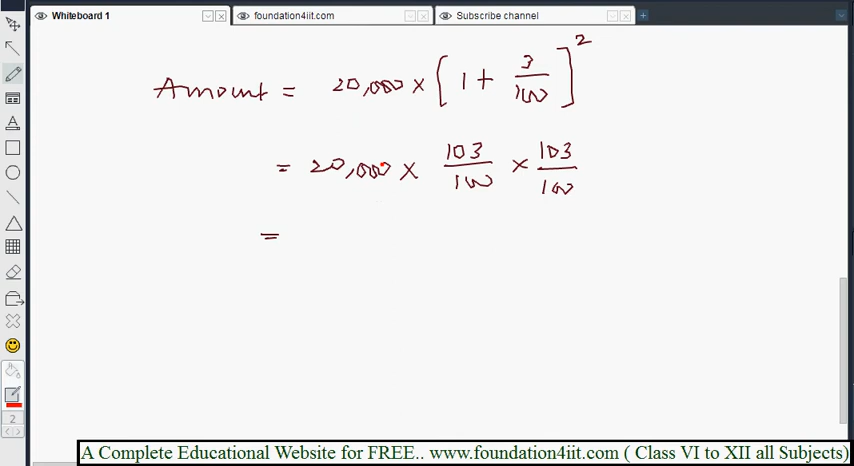 Whiteboard 1
foundation4iit.com
Subscribe channel
Amount = 20,000 × [ 1 + 3/100 ]²
= 20,000 × 103/100 × 103/100
=
2
A Complete Educational Website for FREE.. www.foundation4iit.com ( Class VI to XII all Subjects)